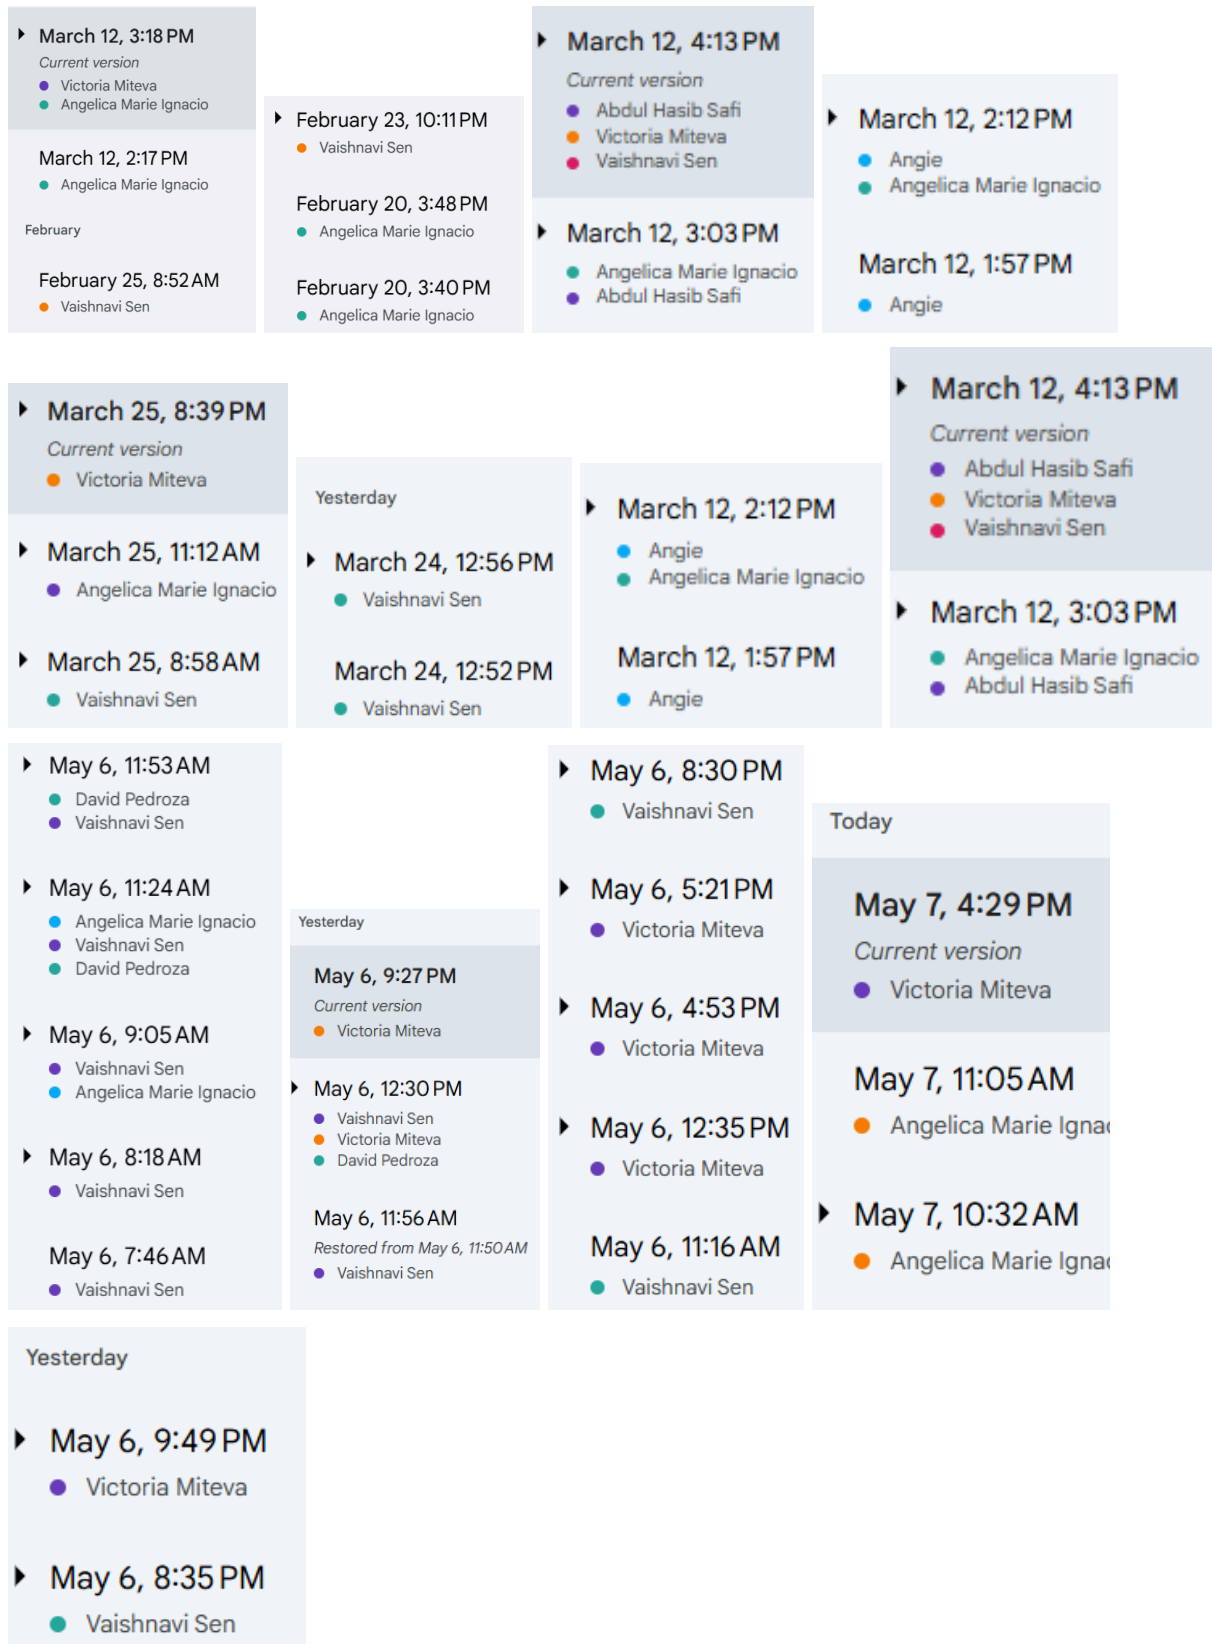 March 12, 3:18 PM
Current version
Victoria Miteva
Angelica Marie Ignacio
March 12, 2:17 PM
Angelica Marie Ignacio
February
February 25, 8:52 AM
Vaishnavi Sen
February 23, 10:11 PM
Vaishnavi Sen
February 20, 3:48 PM
Angelica Marie Ignacio
February 20, 3:40 PM
Angelica Marie Ignacio
March 12, 4:13 PM
Current version
Abdul Hasib Safi
Victoria Miteva
Vaishnavi Sen
March 12, 3:03 PM
Angelica Marie Ignacio
Abdul Hasib Safi
March 12, 2:12 PM
Angie
Angelica Marie Ignacio
March 12, 1:57 PM
Angie
March 25, 8:39 PM
Current version
Victoria Miteva
March 25, 11:12 AM
Angelica Marie Ignacio
March 25, 8:58 AM
Vaishnavi Sen
Yesterday
March 24, 12:56 PM
Vaishnavi Sen
March 24, 12:52 PM
Vaishnavi Sen
March 12, 2:12 PM
Angie
Angelica Marie Ignacio
March 12, 1:57 PM
Angie
March 12, 4:13 PM
Current version
Abdul Hasib Safi
Victoria Miteva
Vaishnavi Sen
March 12, 3:03 PM
Angelica Marie Ignacio
Abdul Hasib Safi
May 6, 11:53 AM
David Pedroza
Vaishnavi Sen
May 6, 11:24 AM
Angelica Marie Ignacio
Vaishnavi Sen
David Pedroza
May 6, 9:05 AM
Vaishnavi Sen
Angelica Marie Ignacio
May 6, 8:18 AM
Vaishnavi Sen
May 6, 7:46 AM
Vaishnavi Sen
Yesterday
May 6, 9:27 PM
Current version
Victoria Miteva
May 6, 12:30 PM
Vaishnavi Sen
Victoria Miteva
David Pedroza
May 6, 11:56 AM
Restored from May 6, 11:50 AM
Vaishnavi Sen
May 6, 8:30 PM
Vaishnavi Sen
May 6, 5:21 PM
Victoria Miteva
May 6, 4:53 PM
Victoria Miteva
May 6, 12:35 PM
Victoria Miteva
May 6, 11:16 AM
Vaishnavi Sen
Today
May 7, 4:29 PM
Current version
Victoria Miteva
May 7, 11:05 AM
Angelica Marie Igna
May 7, 10:32 AM
Angelica Marie Igna
Yesterday
May 6, 9:49 PM
Victoria Miteva
May 6, 8:35 PM
Vaishnavi Sen